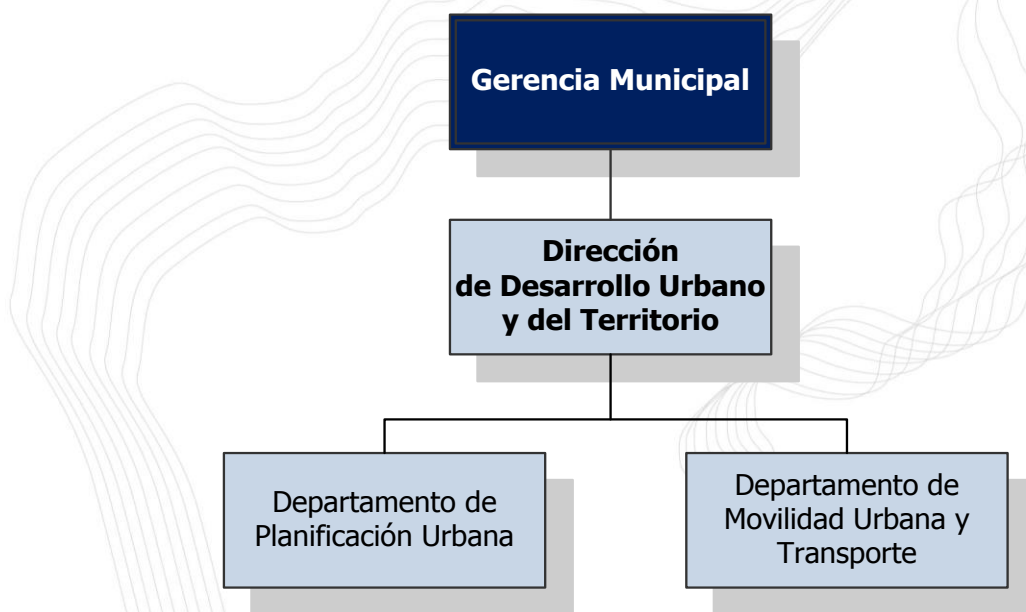 Gerencia Municipal
Dirección
de Desarrollo Urbano
y del Territorio
Departamento de
Planificación Urbana
Departamento de
Movilidad Urbana y
Transporte